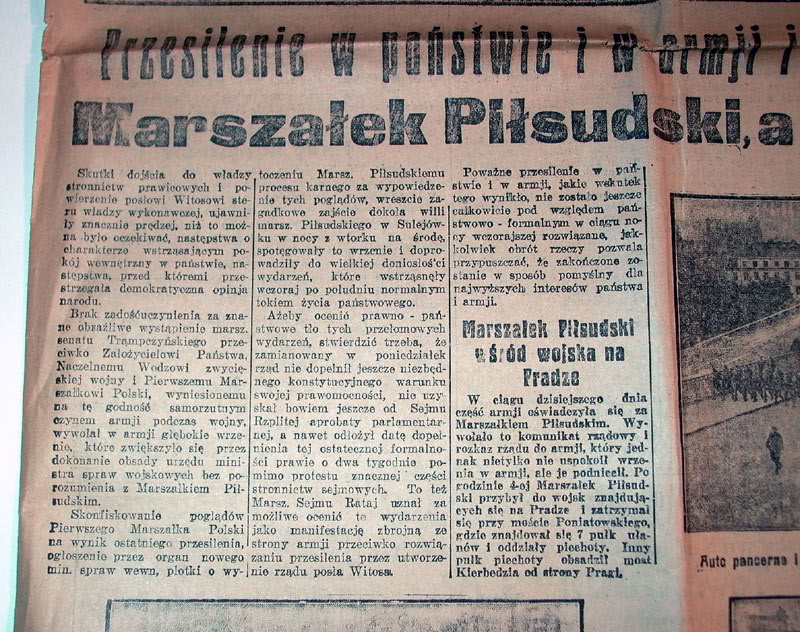 Przesilenie w państwie i w armji i
Marszałek Piłsudski, a
Skutki dojścia do władzy
stronnictw prawicowych i po-
wierzenie posłowi Witosowi ste-
ru władzy wykonawczej, ujawni-
ły znacznie prędzej, niż to moż-
na było oczekiwać, następstwa o
charakterze wstrząsającym po-
kój wewnętrzny w państwie, na-
stępstwa, przed któremi prze-
strzegała demokratyczna opinja
narodu.
Brak zadośćuczynienia za zna-
ne obraźliwe wystąpienie marsz.
senatu Trąmpczyńskiego prze-
ciwko Założycielowi Państwa,
Naczelnemu Wodzowi zwycię-
skiej wojny i Pierwszemu Mar-
szałkowi Polski, wyniesionemu
na tę godność samorzutnym
czynem armji podczas wojny,
wywołał w armji głębokie wrze-
nie, które zwiększyło się przez
dokonanie obsady urzędu mini-
stra spraw wojskowych bez po-
rozumienia z Marszałkiem Pił-
sudskim.
Skonfiskowanie poglądów
Pierwszego Marszałka Polski
na wynik ostatniego przesilenia,
ogłoszenie przez organ nowego
min. spraw wewn. plotki o wy-
toczeniu Marsz. Piłsudskiemu
procesu karnego za wypowiedze-
nie tych poglądów, wreszcie za-
gadkowe zajście dokoła willi
marsz. Piłsudskiego w Sulejów-
ku w nocy z wtorku na środę,
spotęgowały to wrzenie i dopro-
wadziły do wielkiej doniosłości
wydarzeń, które wstrząsnęły
wczoraj po południu normalnym
tokiem życia państwowego.
Ażeby ocenić prawno - pań-
stwowe tło tych przełomowych
wydarzeń, stwierdzić trzeba, że
zamianowany w poniedziałek
rząd nie dopełnił jeszcze niezbęd-
nego konstytucyjnego warunku
swojej prawomocności, nie uzy-
skał bowiem jeszcze od Sejmu
Rzplitej aprobaty parlamentar-
nej, a nawet odłożył datę dopeł-
nienia tej ostatecznej formalno-
ści prawie o dwa tygodnie po-
mimo protestu znacznej części
stronnictw sejmowych. To też
Marsz. Sejmu Rataj uznał za
możliwe ocenić te wydarzenia
jako manifestację zbrojną ze
strony armji przeciwko rozwią-
zaniu przesilenia przez utworze-
nie rządu posła Witosa.
Poważne przesilenie w pań-
stwie i w armji, jakie wskutek
tego wynikło, nie zostało jeszcze
całkowicie pod względem pań-
stwowo - formalnym w ciągu no-
cy wczorajszej rozwiązane, jak-
kolwiek obrót rzeczy pozwala
przypuszczać, że zakończone zo-
stanie w sposób pomyślny dla
najwyższych interesów państwa
i armji.
Marszałek Piłsudski
wśród wojska na
Pradze
W ciągu dzisiejszego dnia
część armji oświadczyła się za
Marszałkiem Piłsudskim. Wy-
wołało to komunikat rządowy i
rozkaz rządu do armji, który jed-
nak nietylko nie uspokoił wrze-
nia w armji, ale je podniecił. Po
godzinie 4-ej Marszałek Piłsud-
ski przybył do wojsk znajdują-
cych się na Pradze i zatrzymał
się przy moście Poniatowskiego,
gdzie znajdował się 7 pułk uła-
nów i oddziały piechoty. Inny
pułk piechoty obsadził most
Kierbedzia od strony Pragi.
Auto pancerne i